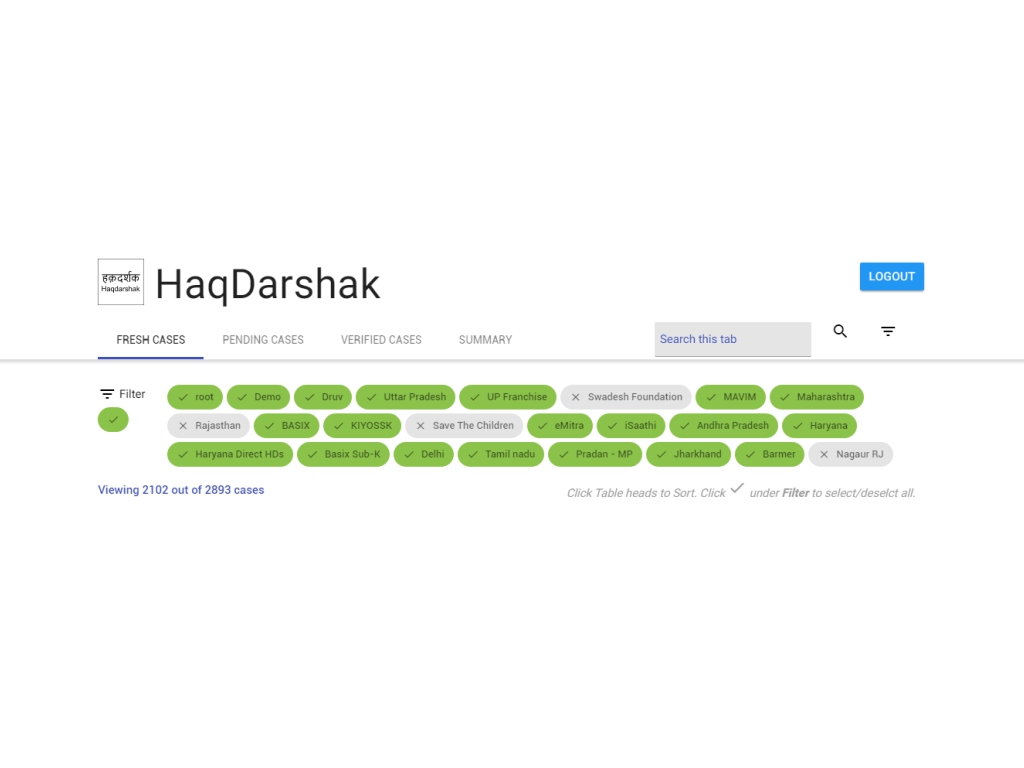 हक़दर्शक
Haqdarshak
HaqDarshak
LOGOUT
FRESH CASES PENDING CASES VERIFIED CASES SUMMARY Search this tab
Filter root Demo Druv Uttar Pradesh UP Franchise Swadesh Foundation MAVIM Maharashtra
Rajasthan BASIX KIYOSSK Save The Children eMitra iSaathi Andhra Pradesh Haryana
Haryana Direct HDs Basix Sub-K Delhi Tamil nadu Pradan - MP Jharkhand Barmer Nagaur RJ
Viewing 2102 out of 2893 cases Click Table heads to Sort. Click under Filter to select/deselct all.